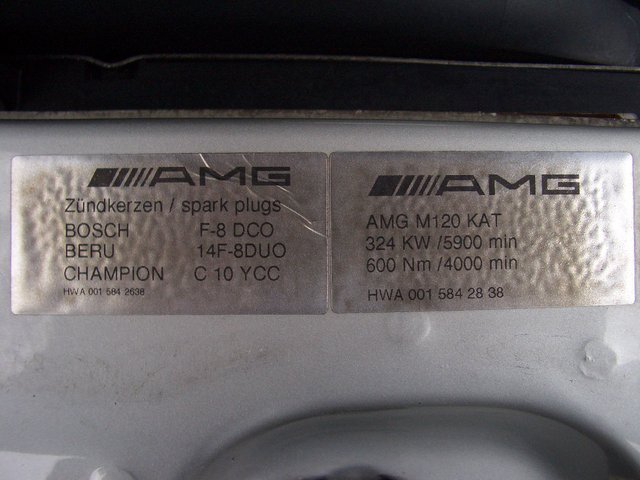 AMG
Zündkerzen / spark plugs
BOSCH F-8 DCO
BERU 14F-8DUO
CHAMPION C 10 YCC
HWA 001 584 2638
AMG
AMG M120 KAT
324 KW /5900 min
600 Nm /4000 min
HWA 001 584 28 38